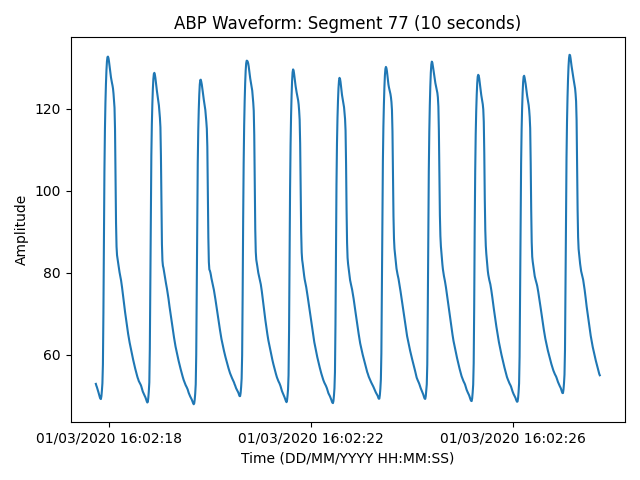 ABP Waveform: Segment 77 (10 seconds)
Amplitude
120
100
80
60
01/03/2020 16:02:18
01/03/2020 16:02:22
01/03/2020 16:02:26
Time (DD/MM/YYYY HH:MM:SS)